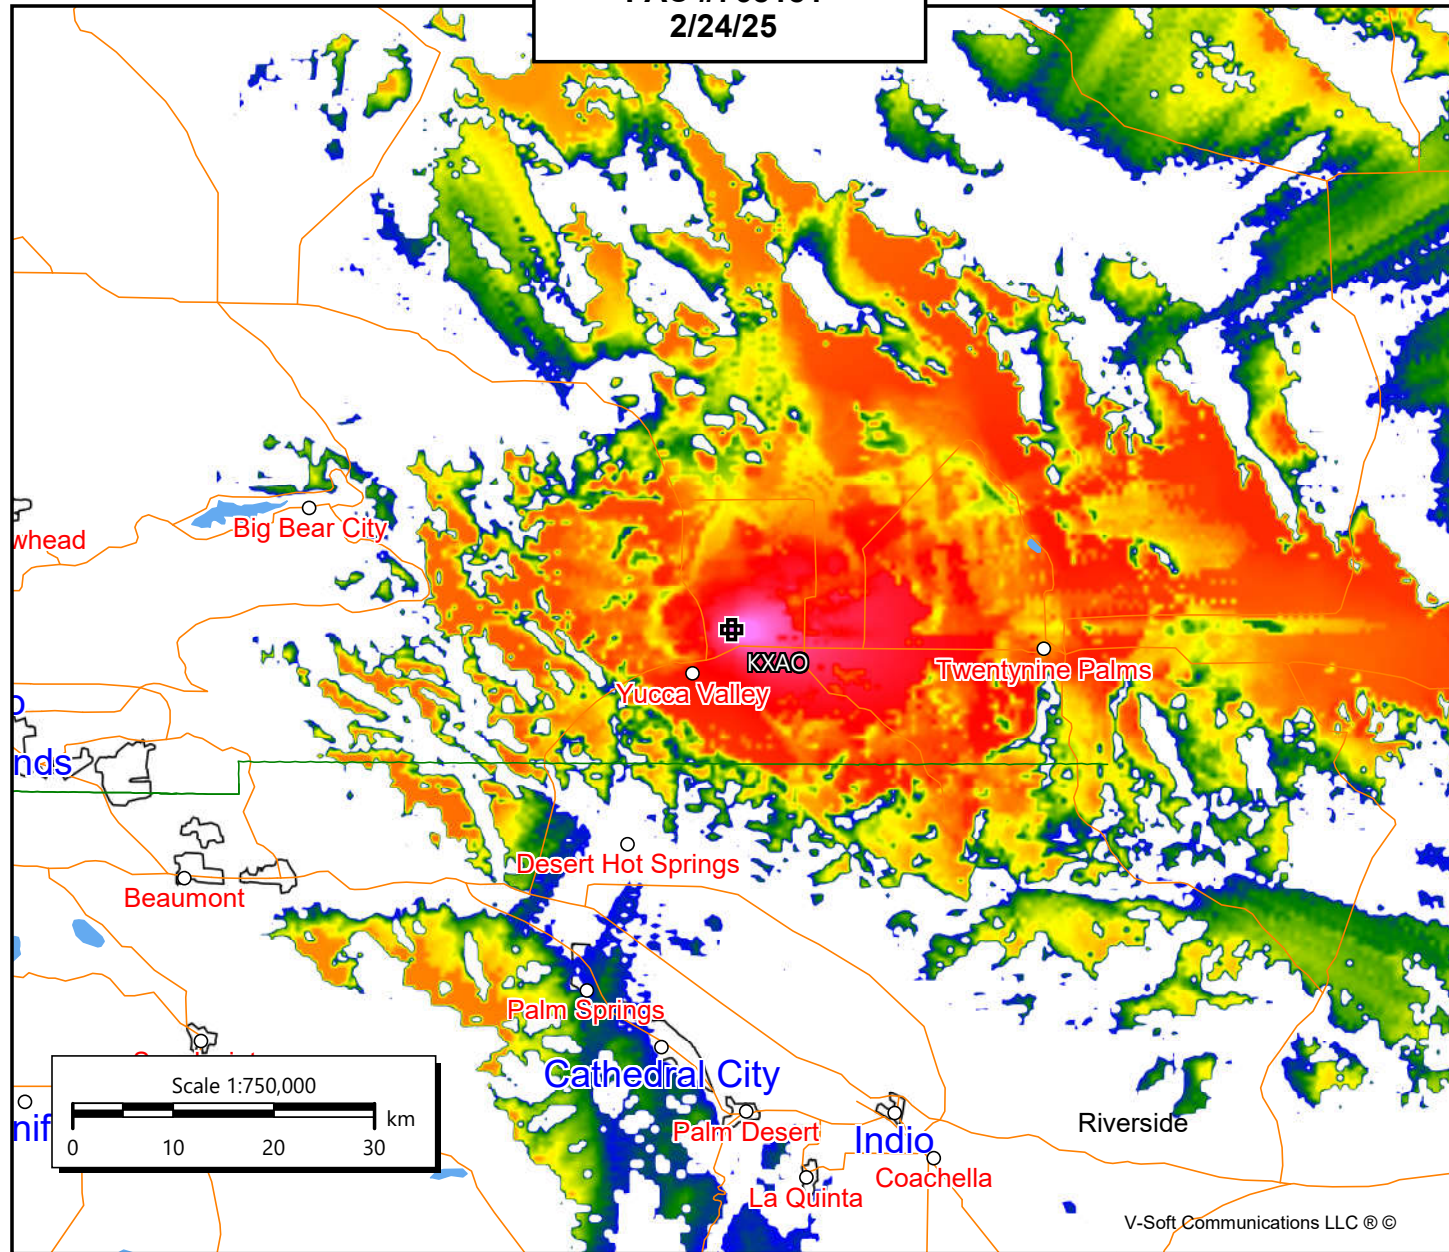 2/24/25
Big Bear City
whead
KXAO
Twentynine Palms
Yucca Valley
nds
Desert Hot Springs
Beaumont
Palm Springs
Cathedral City
Scale 1:750,000
km
0 10 20 30
nif
Palm Desert
Indio
Riverside
Coachella
La Quinta
V-Soft Communications LLC ® ©